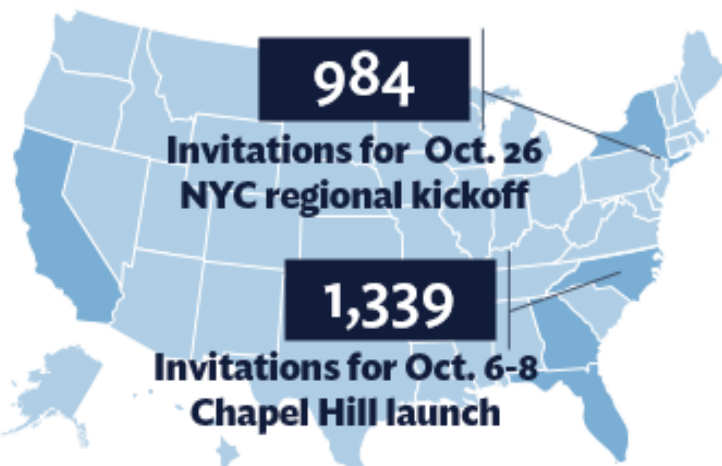 984
Invitations for Oct. 26
NYC regional kickoff
1,339
Invitations for Oct. 6-8
Chapel Hill launch